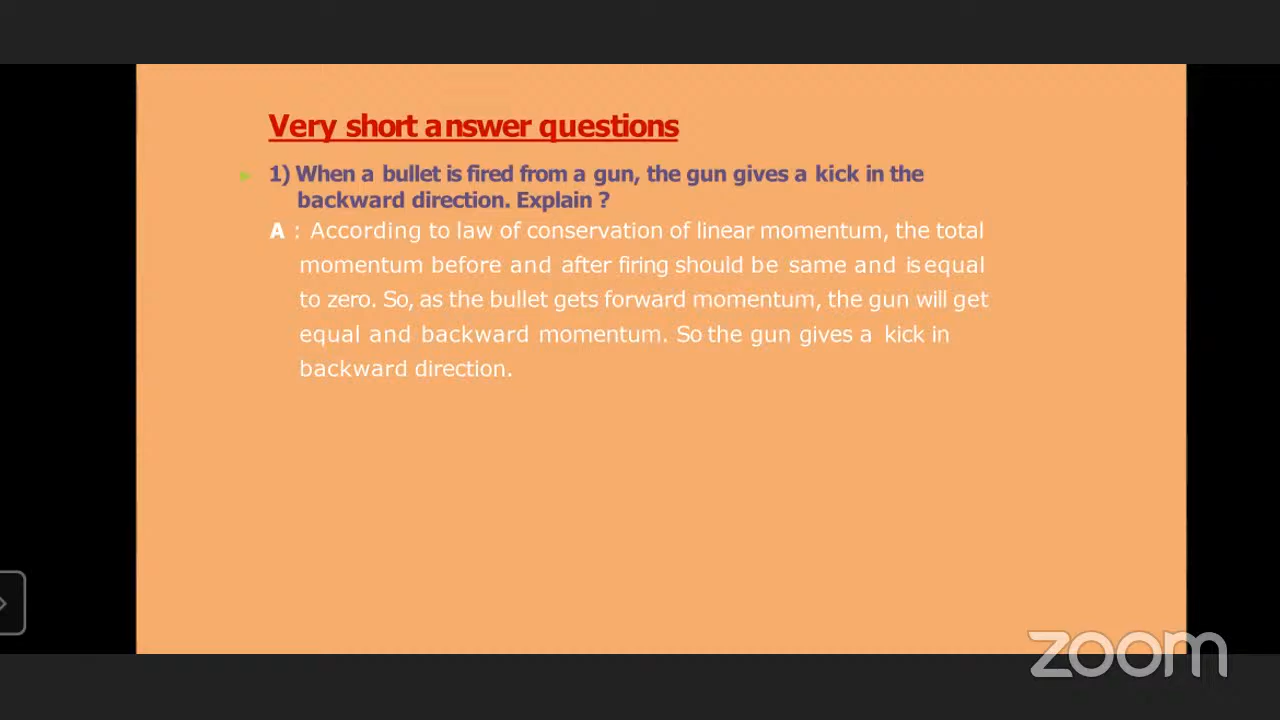 Very short answer questions
1) When a bullet is fired from a gun, the gun gives a kick in the
backward direction. Explain ?
A : According to law of conservation of linear momentum, the total
momentum before and after firing should be same and is equal
to zero. So, as the bullet gets forward momentum, the gun will get
equal and backward momentum. So the gun gives a kick in
backward direction.
zoom